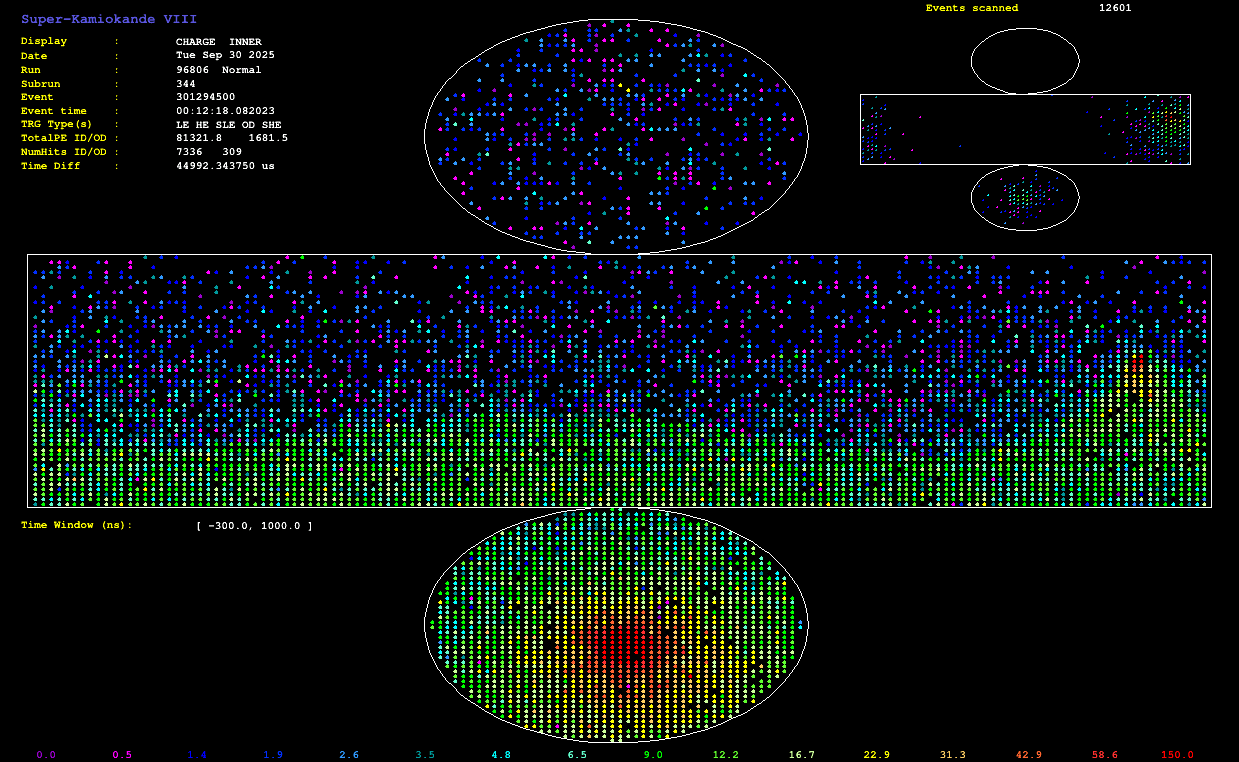 Super-Kamiokande VIII
Events scanned 12601
Display : CHARGE INNER
Date : Tue Sep 30 2025
Run : 96806 Normal
Subrun : 344
Event : 301294500
Event time : 00:12:18.082023
TRG Type(s) : LE HE SLE OD SHE
TotalPE ID/OD : 81321.8 1681.5
NumHits ID/OD : 7336 309
Time Diff : 44992.343750 us
Time Window (ns): [ -300.0, 1000.0 ]
0.0 0.5 1.4 1.9 2.6 3.5 4.8 6.5 9.0 12.2 16.7 22.9 31.3 42.9 58.6 150.0